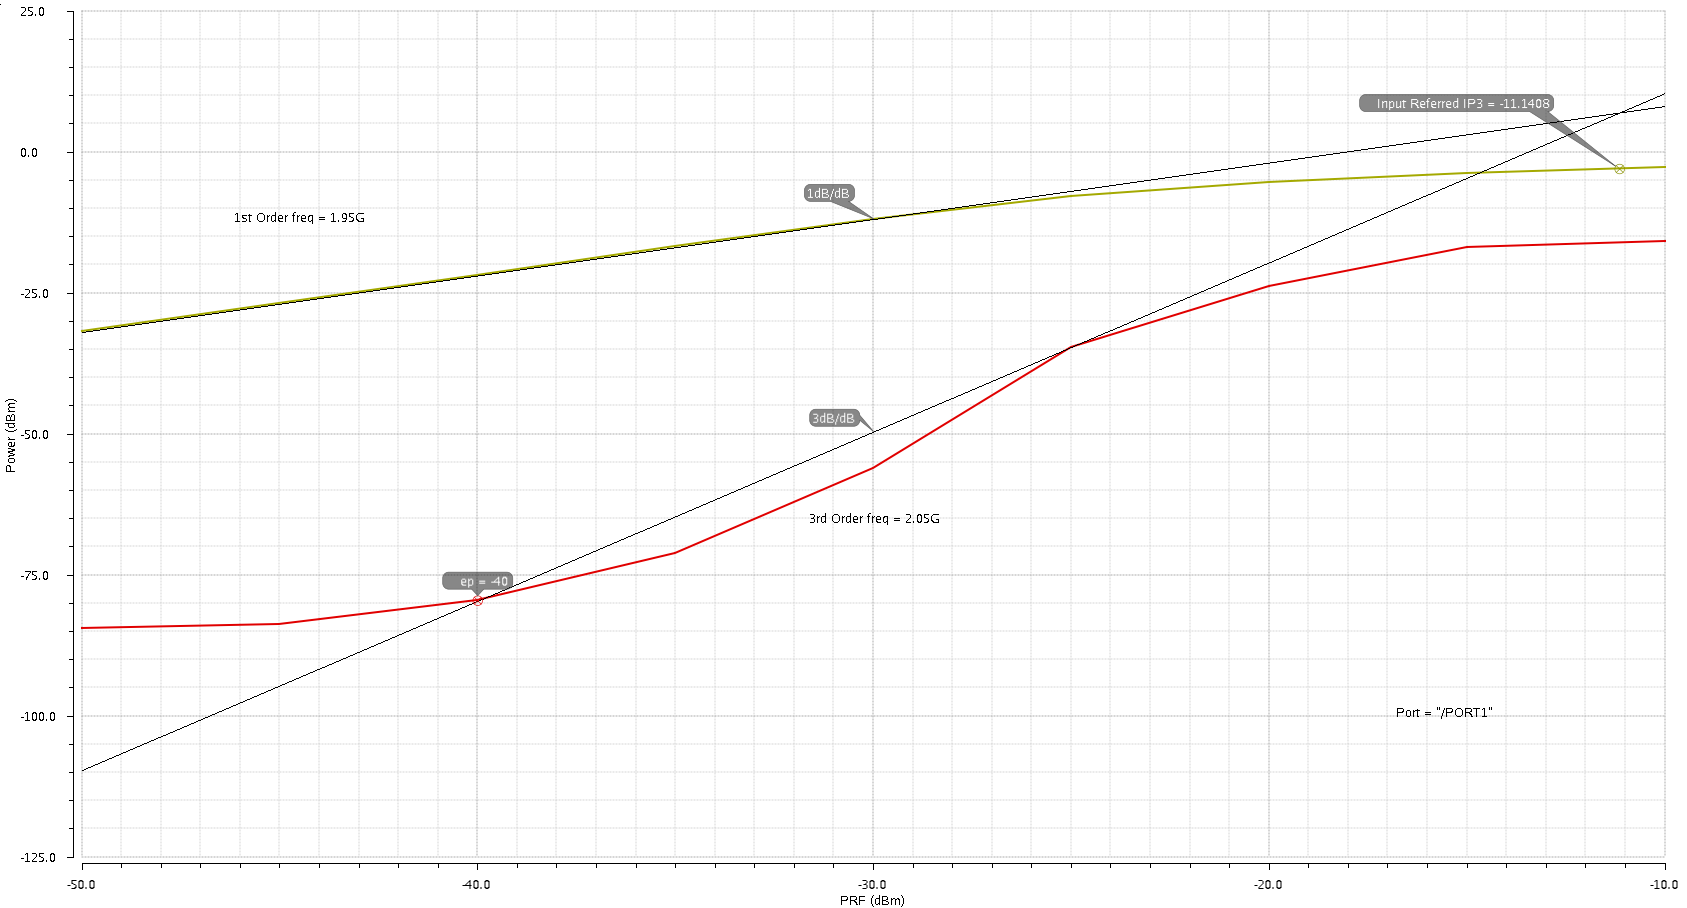 25.0
0.0
-25.0
-50.0
-75.0
-100.0
-125.0
Power (dBm)
Input Referred IP3 = -11.1408
1dB/dB
1st Order freq = 1.95G
3dB/dB
3rd Order freq = 2.05G
ep = -40
Port = "/PORT1"
-50.0
-40.0
-30.0
-20.0
-10.0
PRF (dBm)